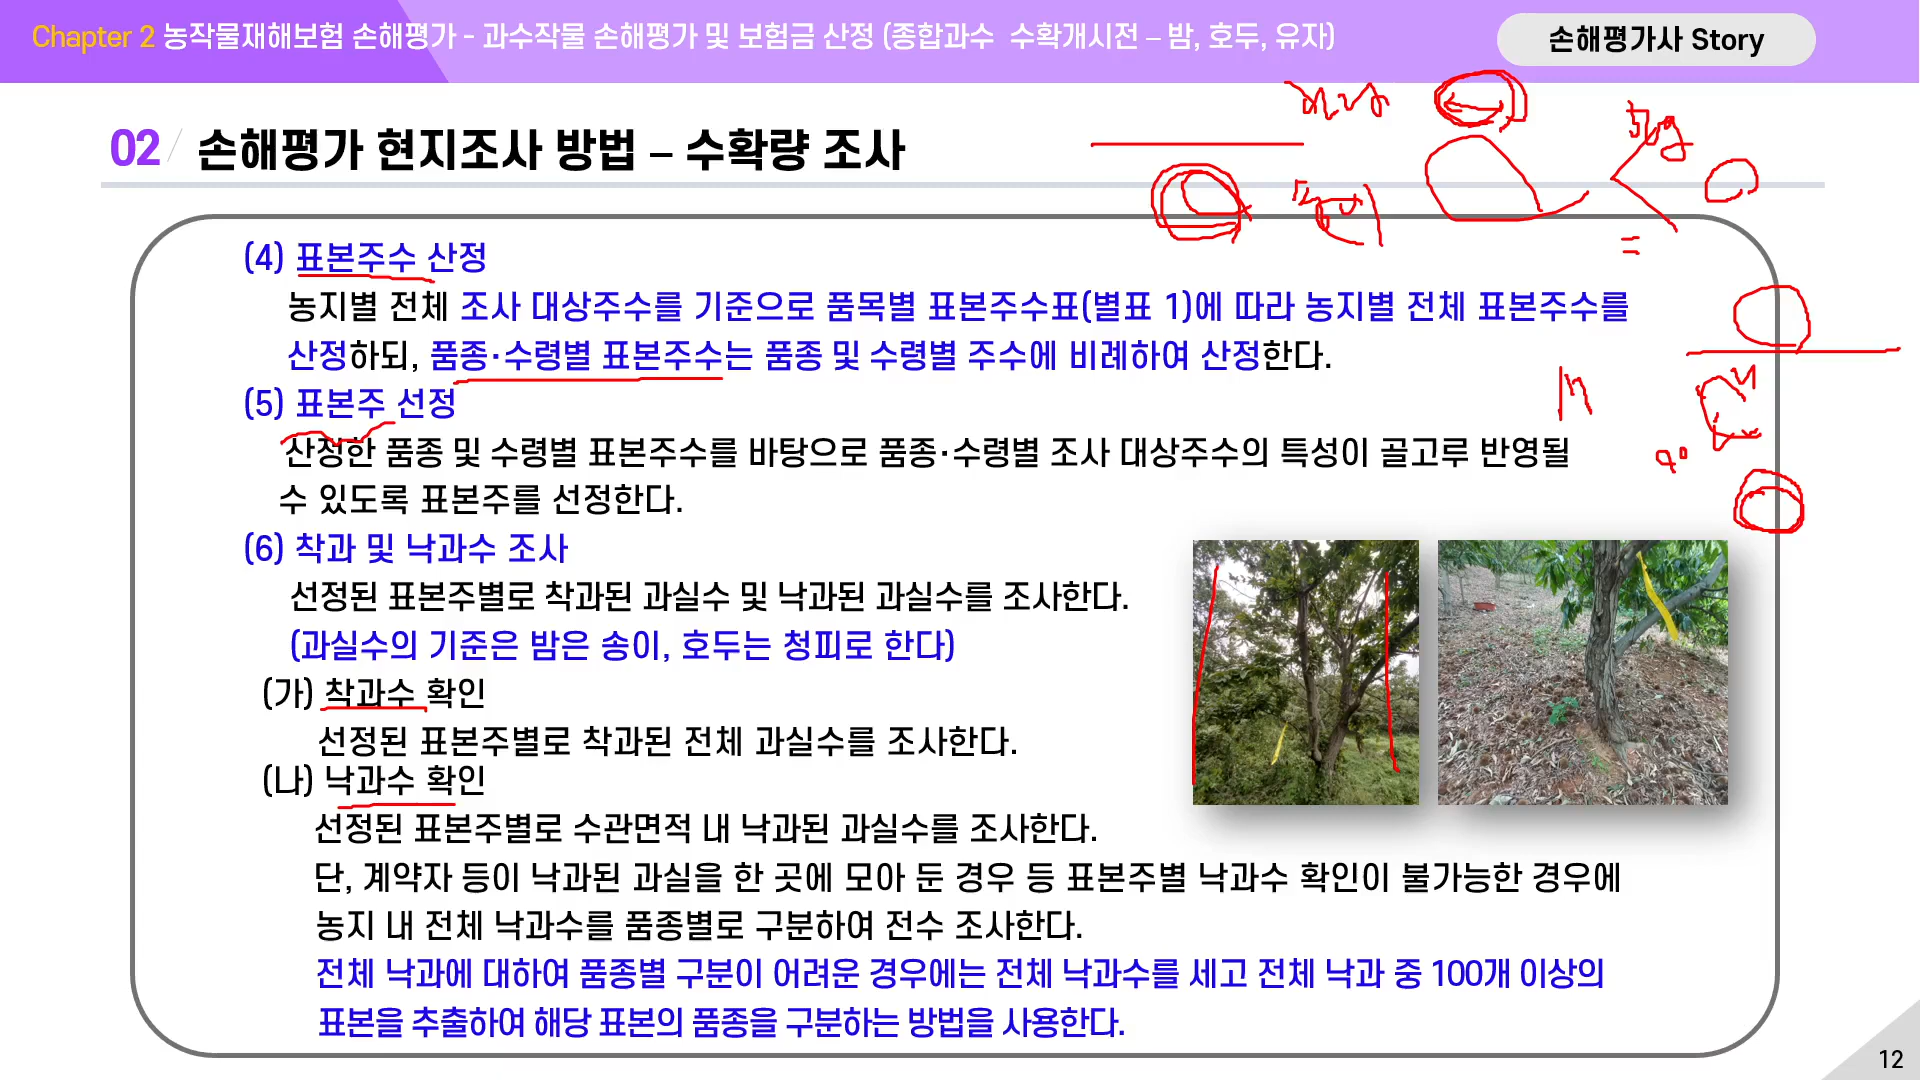 Chapter 2 농작물재해보험 손해평가 - 과수작물 손해평가 및 보험금 산정 (종합과수 수확개시전 – 밤, 호두, 유자)
손해평가사 Story
02 / 손해평가 현지조사 방법 – 수확량 조사
(4) 표본주수 산정
농지별 전체 조사 대상주수를 기준으로 품목별 표본주수표(별표 1)에 따라 농지별 전체 표본주수를
산정하되, 품종·수령별 표본주수는 품종 및 수령별 주수에 비례하여 산정한다.
(5) 표본주 선정
산정한 품종 및 수령별 표본주수를 바탕으로 품종·수령별 조사 대상주수의 특성이 골고루 반영될
수 있도록 표본주를 선정한다.
(6) 착과 및 낙과수 조사
선정된 표본주별로 착과된 과실수 및 낙과된 과실수를 조사한다.
(과실수의 기준은 밤은 송이, 호두는 청피로 한다)
(가) 착과수 확인
선정된 표본주별로 착과된 전체 과실수를 조사한다.
(나) 낙과수 확인
선정된 표본주별로 수관면적 내 낙과된 과실수를 조사한다.
단, 계약자 등이 낙과된 과실을 한 곳에 모아 둔 경우 등 표본주별 낙과수 확인이 불가능한 경우에
농지 내 전체 낙과수를 품종별로 구분하여 전수 조사한다.
전체 낙과에 대하여 품종별 구분이 어려운 경우에는 전체 낙과수를 세고 전체 낙과 중 100개 이상의
표본을 추출하여 해당 표본의 품종을 구분하는 방법을 사용한다.
12